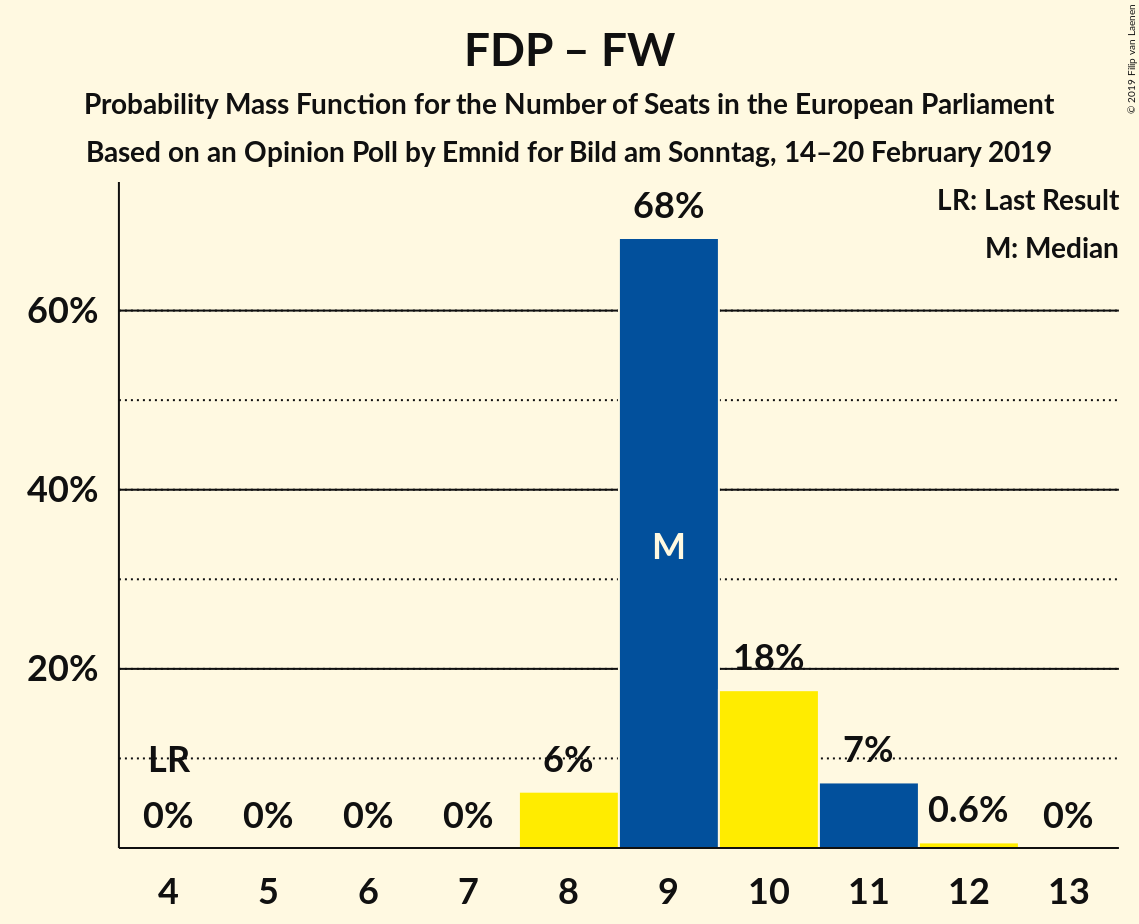 FDP – FW
Probability Mass Function for the Number of Seats in the European Parliament
Based on an Opinion Poll by Emnid for Bild am Sonntag, 14–20 February 2019
© 2019 Filip van Laenen
LR: Last Result
M: Median
68%
60%
40%
M
20%
18%
LR
6%
7%
0%
0%
0%
0%
0.6%
0%
4 5 6 7 8 9 10 11 12 13